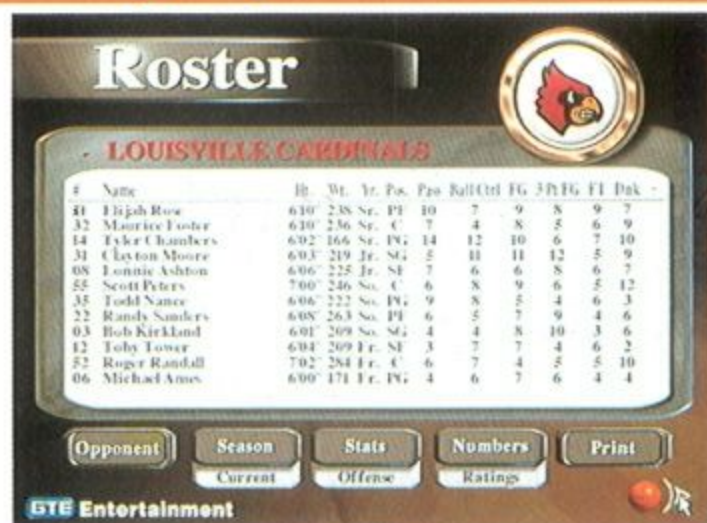 Roster
LOUISVILLE CARDINALS
# Name Ht. Wt. Yr. Pos. Pao Ball Ctrl FG 3 Pt FG FT Dnk
Elijah Rose 6'10" 238 Sr. PF 10 7 9 8 9 7
32 Maurice Foster 6'10" 236 Sr. C 7 4 8 5 6 9
14 Tyler Chambers 6'02" 166 Sr. PG 14 12 10 6 7 10
31 Clayton Moore 6'03" 219 Jr. SG 5 11 11 12 5 9
08 Lonnie Ashton 6'06" 225 Jr. SF 7 6 6 8 6 7
55 Scott Peters 7'00" 246 So. C 6 8 9 6 5 12
35 Todd Nance 6'06" 222 So. PG 9 8 5 4 6 3
22 Randy Sanders 6'08" 263 So. PF 6 5 7 9 4 6
03 Bob Kirkland 6'01" 209 So. SG 4 4 8 10 3 6
12 Toby Tower 6'04" 209 Fr. SF 3 7 7 4 6 2
52 Roger Randall 7'02" 284 Fr. C 6 7 4 5 5 10
06 Michael Ames 6'00" 171 Fr. PG 4 6 7 6 4 4
Opponent Season Stats Numbers Print
Current Offense Ratings
GTE Entertainment